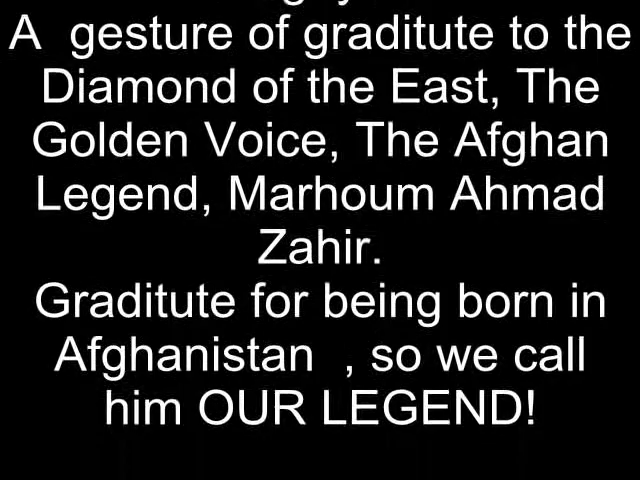 A  gesture of graditute to the
Diamond of the East, The
Golden Voice, The Afghan
Legend, Marhoum Ahmad
Zahir.
Graditute for being born in
Afghanistan  , so we call
him OUR LEGEND!